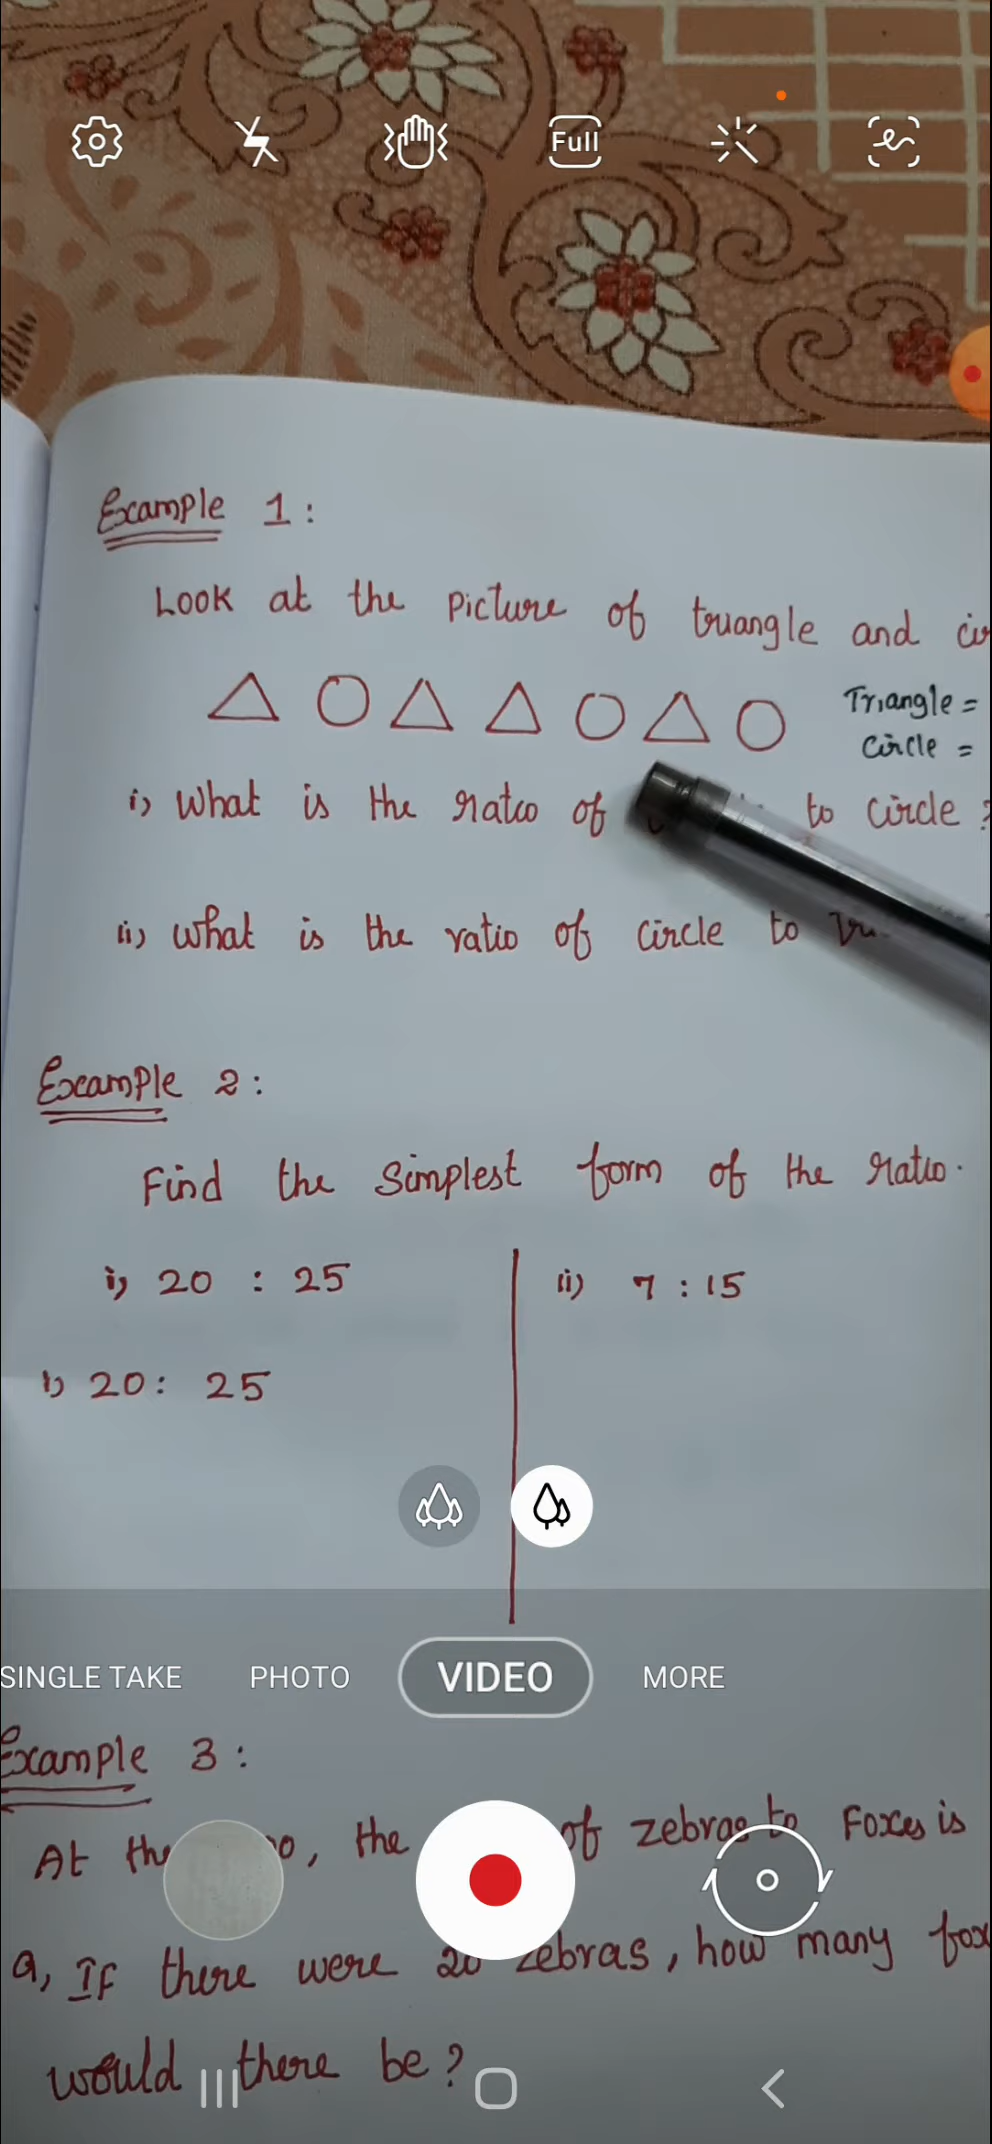 Full
Example 1:
Look at the picture of triangle and
Triangle =
Circle =
i) What is the ratio of to circle ?
ii) What is the ratio of circle to
Example 2:
Find the Simplest form of the ratio.
i) 20 : 25
ii) 7 : 15
i) 20 : 25
SINGLE TAKE PHOTO VIDEO MORE
Example 3:
At the the of zebras to Foxes is
a, If there were 20 zebras, how many
would there be?